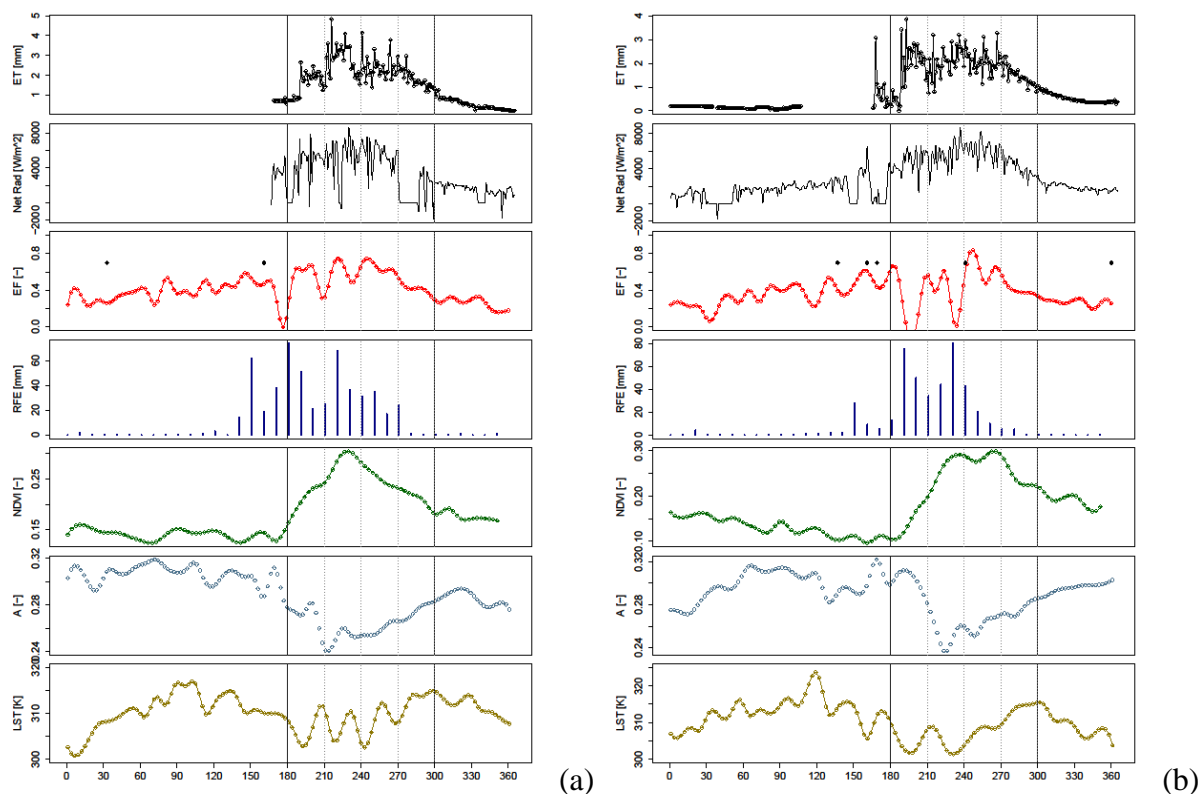 ET [mm]
5
4
3
2
1
Net Rad [W/m^2]
8000
4000
−2000
EF [−]
0.8
0.4
0.0
RFE [mm]
60
40
20
0
NDVI [−]
0.25
0.15
A [−]
0.32
0.28
0.24
LST [K]
320
310
300
0 30 60 90 120 150 180 210 240 270 300 330 360
(a)
ET [mm]
4
3
2
1
0
Net Rad [W/m^2]
8000
4000
−2000
EF [−]
0.8
0.4
0.0
RFE [mm]
80
60
40
20
0
NDVI [−]
0.30
0.20
0.10
A [−]
0.32
0.28
0.24
LST [K]
320
310
300
0 30 60 90 120 150 180 210 240 270 300 330 360
(b)